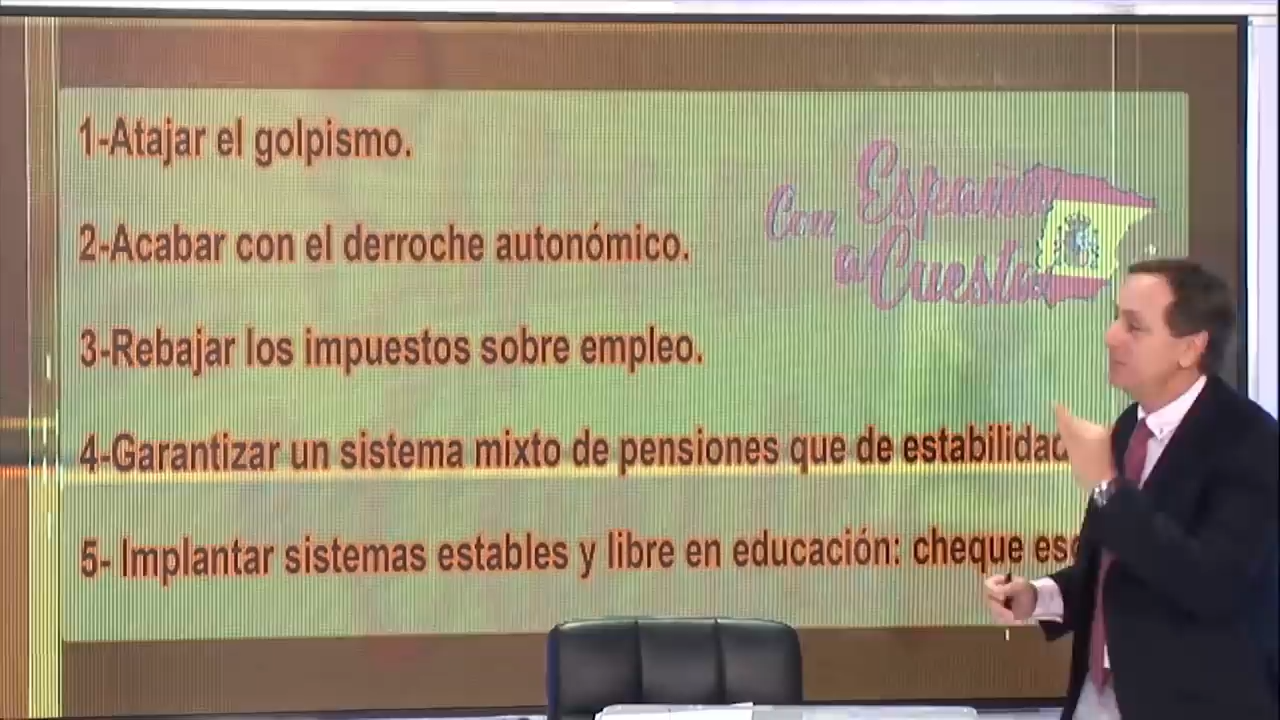 1-Atajar el golpismo.
2-Acabar con el derroche autonómico.
3-Rebajar los impuestos sobre empleo.
4-Garantizar un sistema mixto de pensiones que de estabilidad
5- Implantar sistemas estables y libre en educación: cheque
Con España
a Cuestas